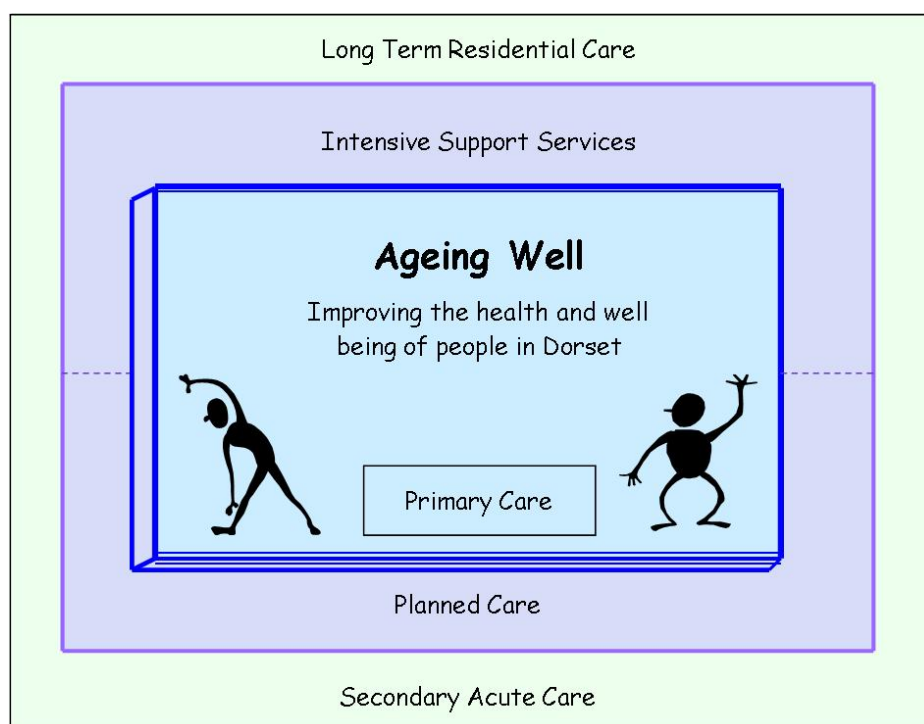 Long Term Residential Care
Intensive Support Services
Ageing Well
Improving the health and well
being of people in Dorset
Primary Care
Planned Care
Secondary Acute Care